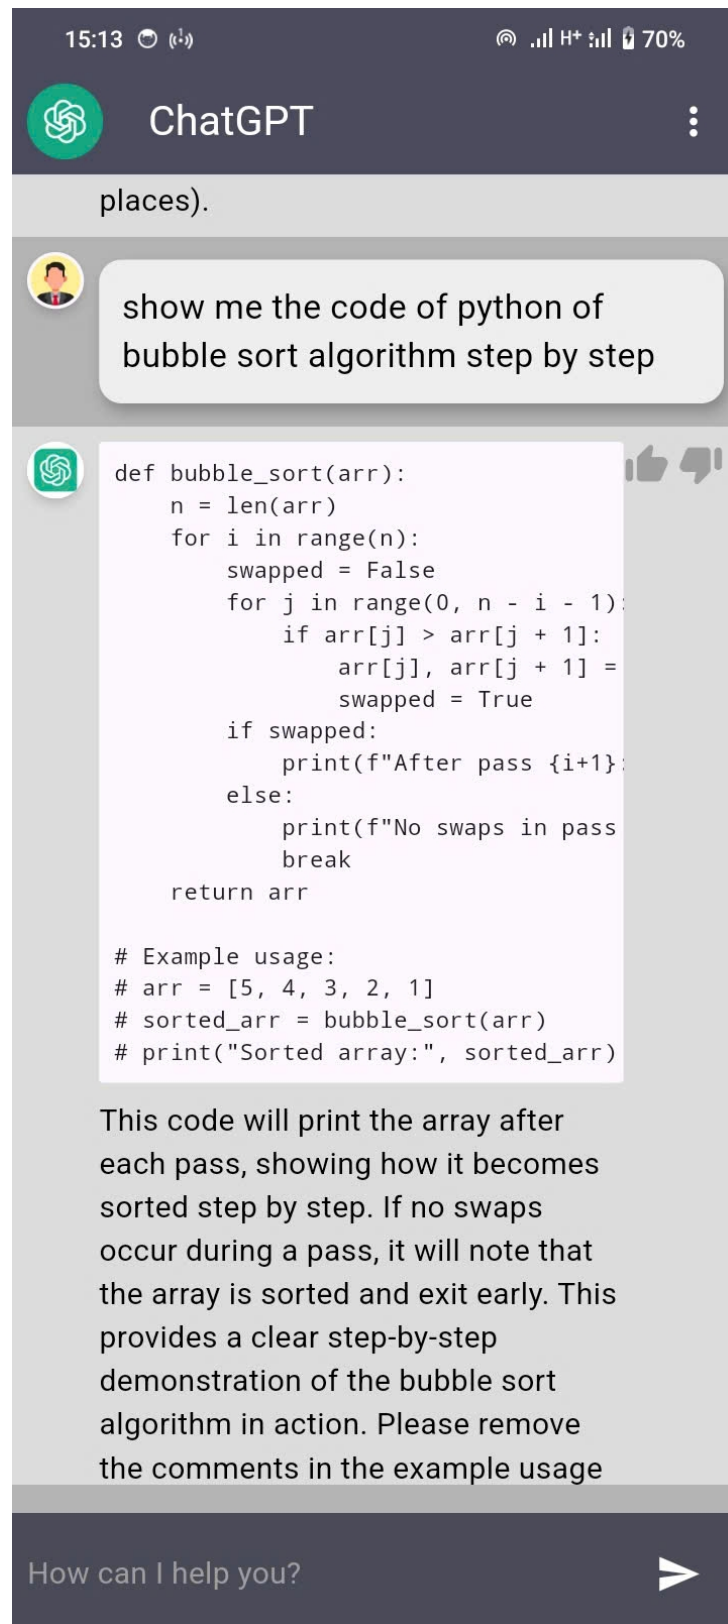 15:13 H+ 70%
ChatGPT
places).
show me the code of python of
bubble sort algorithm step by step
def bubble_sort(arr):
    n = len(arr)
    for i in range(n):
        swapped = False
        for j in range(0, n - i - 1):
            if arr[j] > arr[j + 1]:
                arr[j], arr[j + 1] =
                swapped = True
        if swapped:
            print(f"After pass {i+1}:
        else:
            print(f"No swaps in pass
            break
    return arr
# Example usage:
# arr = [5, 4, 3, 2, 1]
# sorted_arr = bubble_sort(arr)
# print("Sorted array:", sorted_arr)
This code will print the array after
each pass, showing how it becomes
sorted step by step. If no swaps
occur during a pass, it will note that
the array is sorted and exit early. This
provides a clear step-by-step
demonstration of the bubble sort
algorithm in action. Please remove
the comments in the example usage
How can I help you?